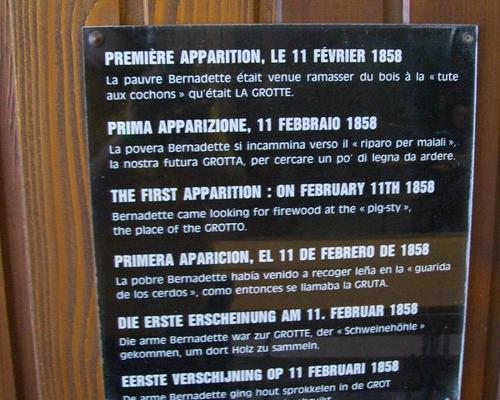 PREMIÈRE APPARITION, LE 11 FÉVRIER 1858
La pauvre Bernadette était venue ramasser du bois à la « tute
aux cochons » qu'était LA GROTTE.
PRIMA APPARIZIONE, 11 FEBBRAIO 1858
La povera Bernadette si incammina verso il « riparo per maiali »,
la nostra futura GROTTA, per cercare un po' di legna da ardere.
THE FIRST APPARITION : ON FEBRUARY 11TH 1858
Bernadette came looking for firewood at the « pig-sty »,
the place of the GROTTO.
PRIMERA APARICION, EL 11 DE FEBRERO DE 1858
La pobre Bernadette había venido a recoger leña en la « guarida
de los cerdos », como entonces se llamaba la GRUTA.
DIE ERSTE ERSCHEINUNG AM 11. FEBRUAR 1858
Die arme Bernadette war zur GROTTE, der « Schweinehöhle »
gekommen, um dort Holz zu sammeln.
EERSTE VERSCHIJNING OP 11 FEBRUARI 1858
De arme Bernadette ging hout sprokkelen in de GROT